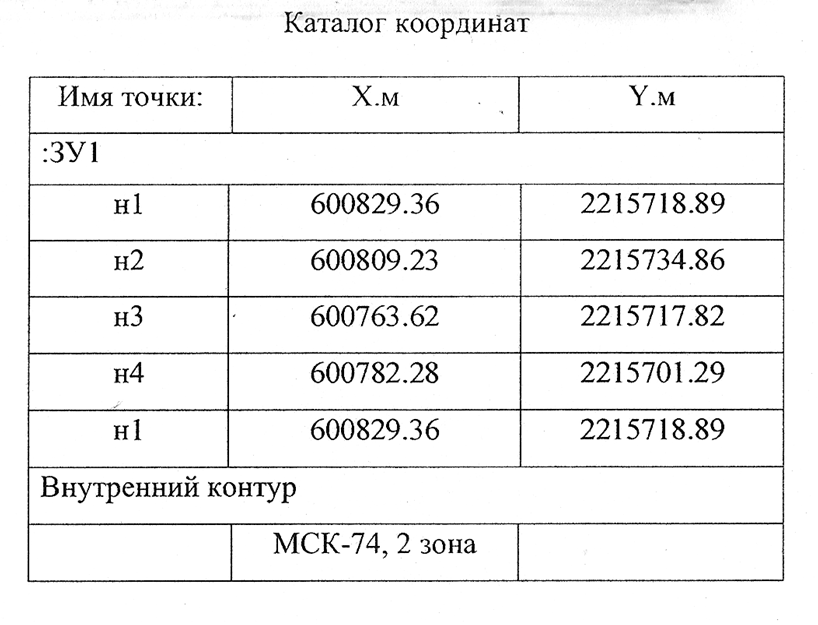 Каталог координат
Имя точки: X.м Y.м
:ЗУ1
н1 600829.36 2215718.89
н2 600809.23 2215734.86
н3 600763.62 2215717.82
н4 600782.28 2215701.29
н1 600829.36 2215718.89
Внутренний контур
МСК-74, 2 зона